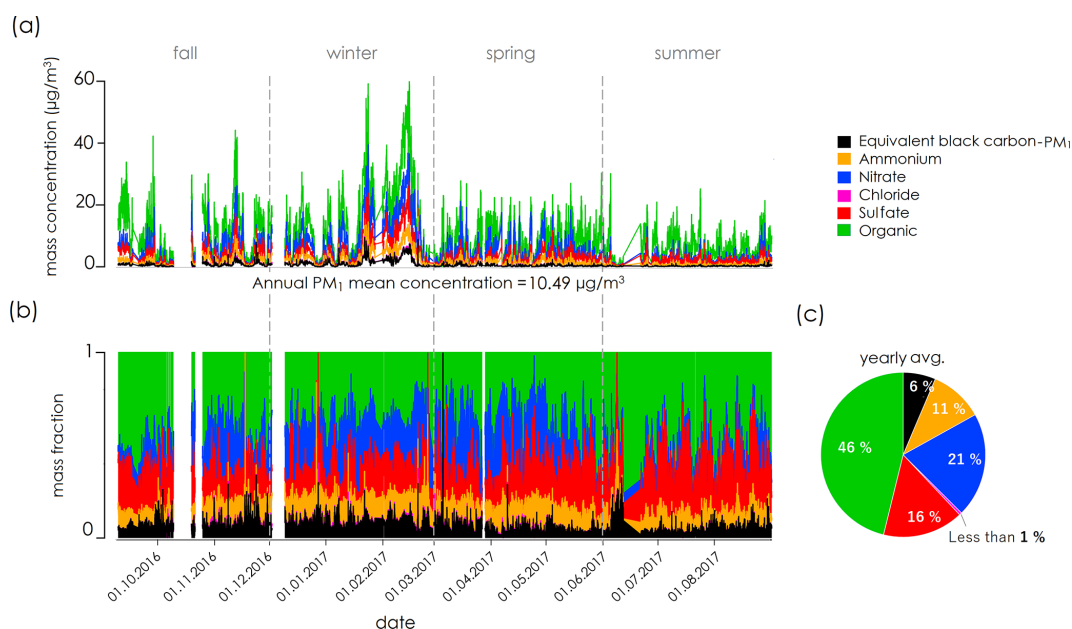 (a)
fall winter spring summer
mass concentration (µg/m³)
60
40
20
0
Equivalent black carbon-PM₁
Ammonium
Nitrate
Chloride
Sulfate
Organic
Annual PM₁ mean concentration =10.49 µg/m³
(b)
mass fraction
1
0
01.10.2016
01.11.2016
01.12.2016
01.01.2017
01.02.2017
01.03.2017
01.04.2017
01.05.2017
01.06.2017
01.07.2017
01.08.2017
date
(c)
yearly avg.
6 %
11 %
21 %
46 %
16 %
Less than 1 %